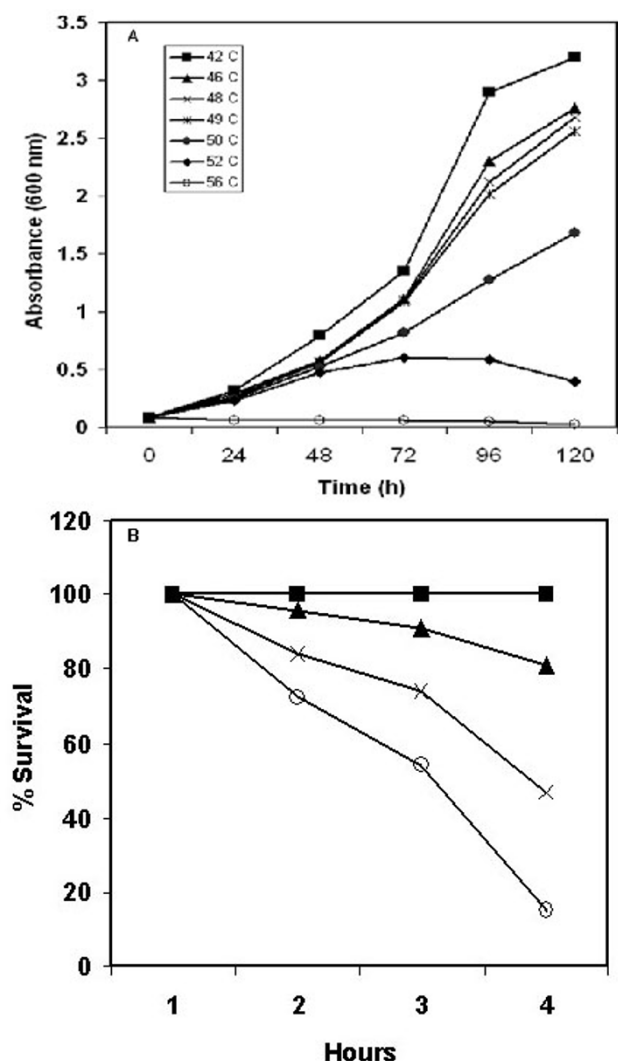 A
42 C
46 C
48 C
49 C
50 C
52 C
56 C
3.5
3
2.5
2
1.5
1
0.5
0
Absorbance (600 nm)
0 24 48 72 96 120
Time (h)
B
120
100
80
60
40
20
0
% Survival
1 2 3 4
Hours